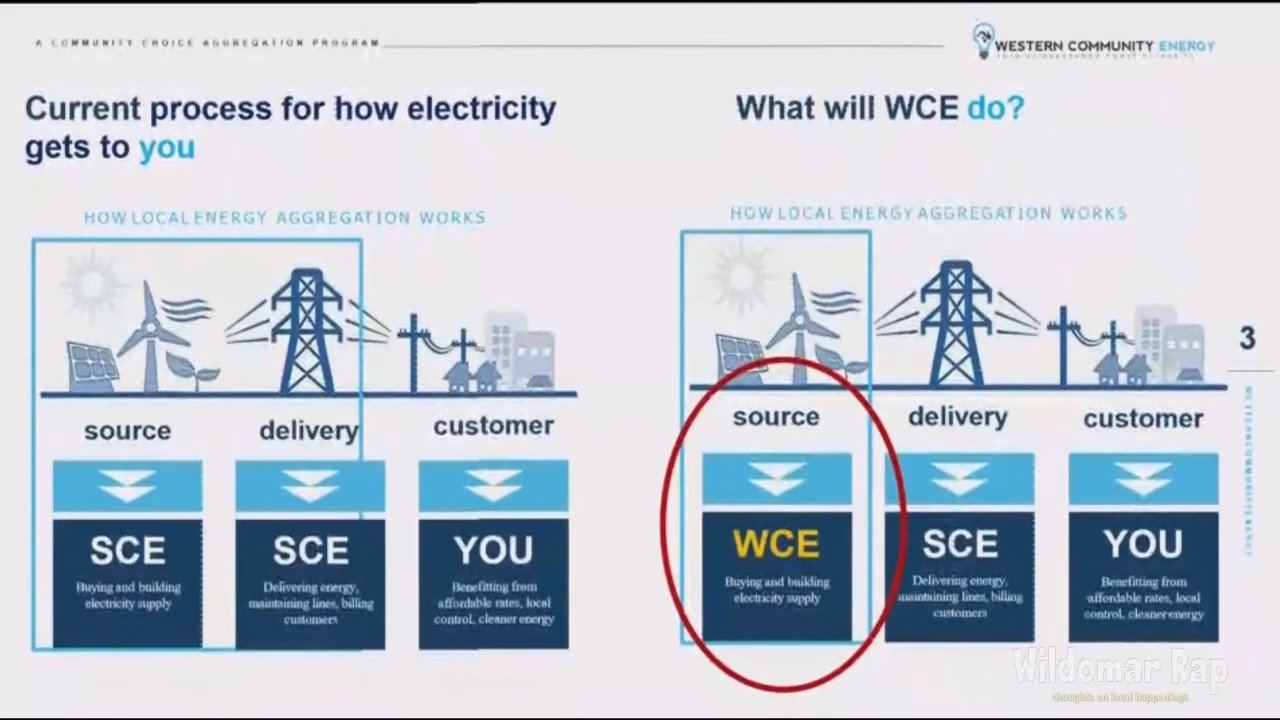 A COMMUNITY CHOICE AGGREGATION PROGRAM
WESTERN COMMUNITY ENERGY
Current process for how electricity
gets to you
HOW LOCAL ENERGY AGGREGATION WORKS
source
delivery
customer
SCE
Buying and building
electricity supply
SCE
Delivering energy,
maintaining lines, billing
customers
YOU
Benefitting from
affordable rates, local
control, cleaner energy
What will WCE do?
HOW LOCAL ENERGY AGGREGATION WORKS
source
delivery
customer
WCE
Buying and building
electricity supply
SCE
Delivering energy,
maintaining lines, billing
customers
YOU
Benefitting from
affordable rates, local
control, cleaner energy
3
Wildomar Rap
thoughts on local happenings